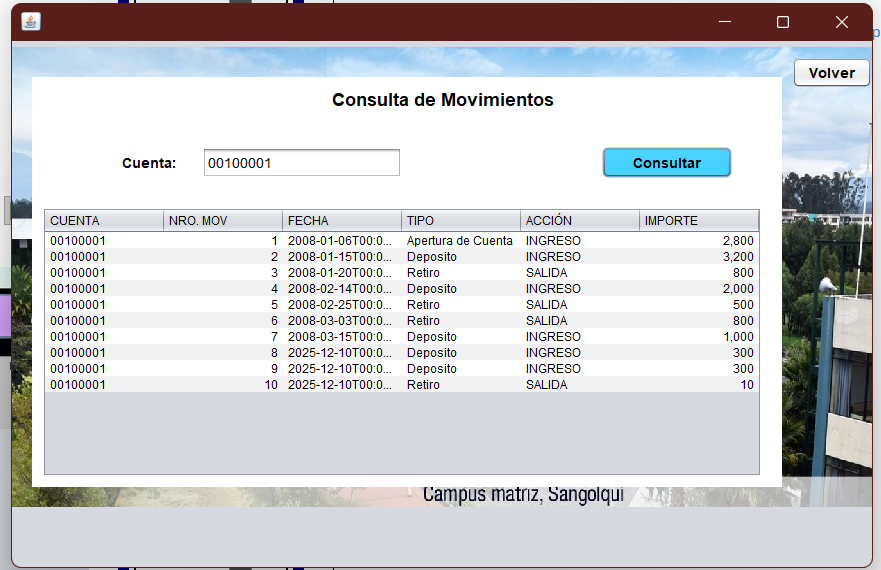 Volver
Consulta de Movimientos
Cuenta: 00100001 Consultar
CUENTA NRO. MOV FECHA TIPO ACCIÓN IMPORTE
00100001 1 2008-01-06T00:0... Apertura de Cuenta INGRESO 2,800
00100001 2 2008-01-15T00:0... Deposito INGRESO 3,200
00100001 3 2008-01-20T00:0... Retiro SALIDA 800
00100001 4 2008-02-14T00:0... Deposito INGRESO 2,000
00100001 5 2008-02-25T00:0... Retiro SALIDA 500
00100001 6 2008-03-03T00:0... Retiro SALIDA 800
00100001 7 2008-03-15T00:0... Deposito INGRESO 1,000
00100001 8 2025-12-10T00:0... Deposito INGRESO 300
00100001 9 2025-12-10T00:0... Deposito INGRESO 300
00100001 10 2025-12-10T00:0... Retiro SALIDA 10
Campus matriz, Sangolquí